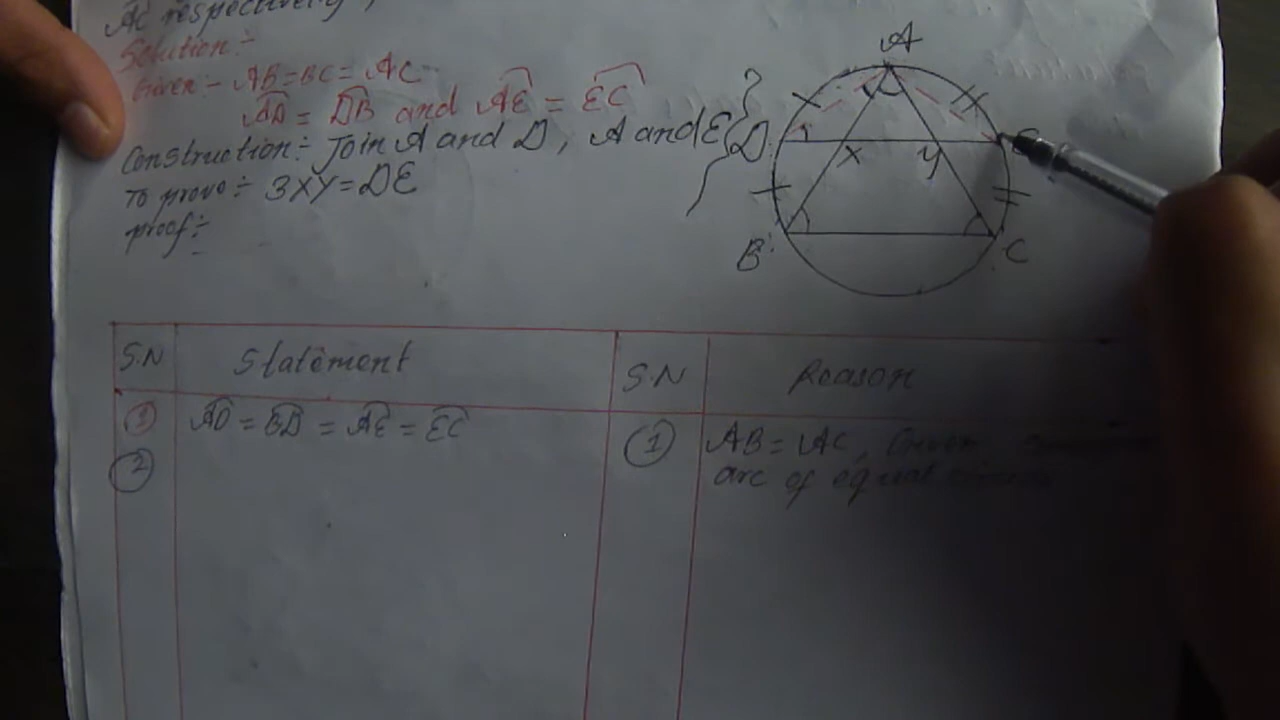 AC respectively,
Solution:-
Given:- AB=BC= AC
AD = DB and AE = EC
Construction:- Join A and D, A and E
To prove:- 3XY=DE
proof:-
A
D
X
Y
B
C
S.N
Statement
S.N
Reason
1
AD = BD = AE = EC
1
AB = AC, Given
arc of equal
2